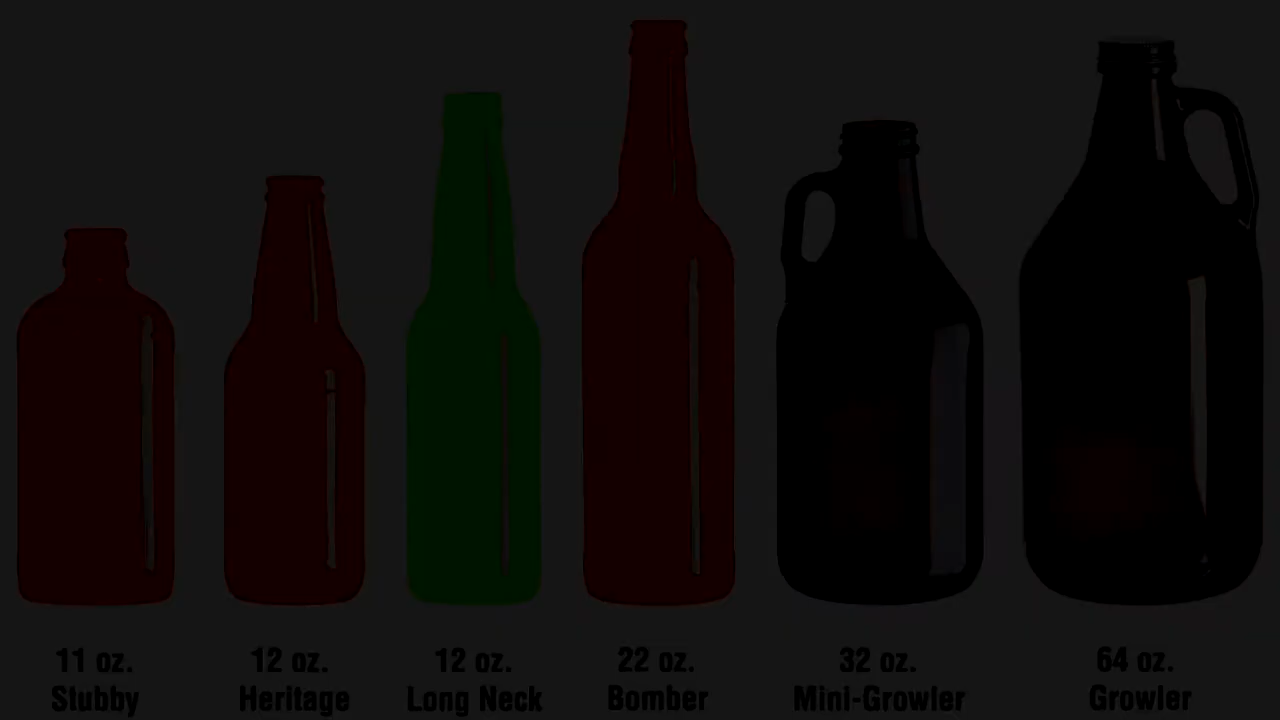 11 oz.
Stubby
12 oz.
Heritage
12 oz.
Long Neck
22 oz.
Bomber
32 oz.
Mini-Growler
64 oz.
Growler